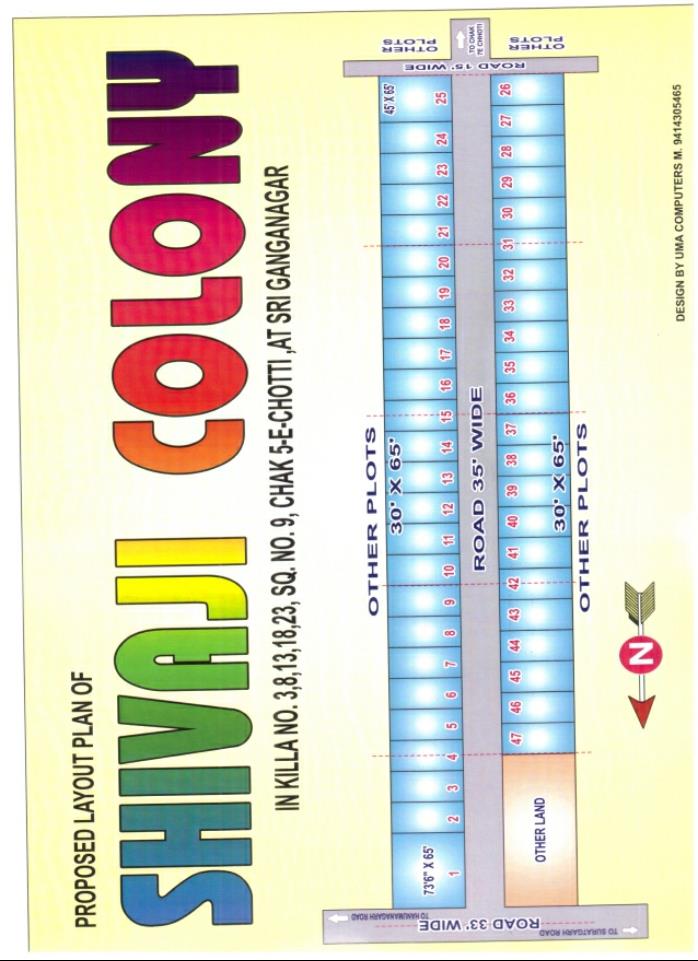 PROPOSED LAYOUT PLAN OF
SHIVAJI COLONY
IN KILLA NO. 3,8,13,18,23, SQ. NO. 9, CHAK 5-E-CHOTTI ,AT SRI GANGANAGAR
TO HANUMANAGARH ROAD
ROAD 33' WIDE
TO SURATGARH ROAD
OTHER PLOTS
30' X 65'
73'6" X 65'
45' X 65'
1 2 3 4 5 6 7 8 9 10 11 12 13 14 15 16 17 18 19 20 21 22 23 24 25
ROAD 35' WIDE
47 46 45 44 43 42 41 40 39 38 37 36 35 34 33 32 31 30 29 28 27 26
OTHER LAND
30' X 65'
OTHER PLOTS
ROAD 15' WIDE
OTHER PLOTS
TO CHAK
7E CHHOTI
OTHER PLOTS
N
DESIGN BY UMA COMPUTERS M. 9414305465